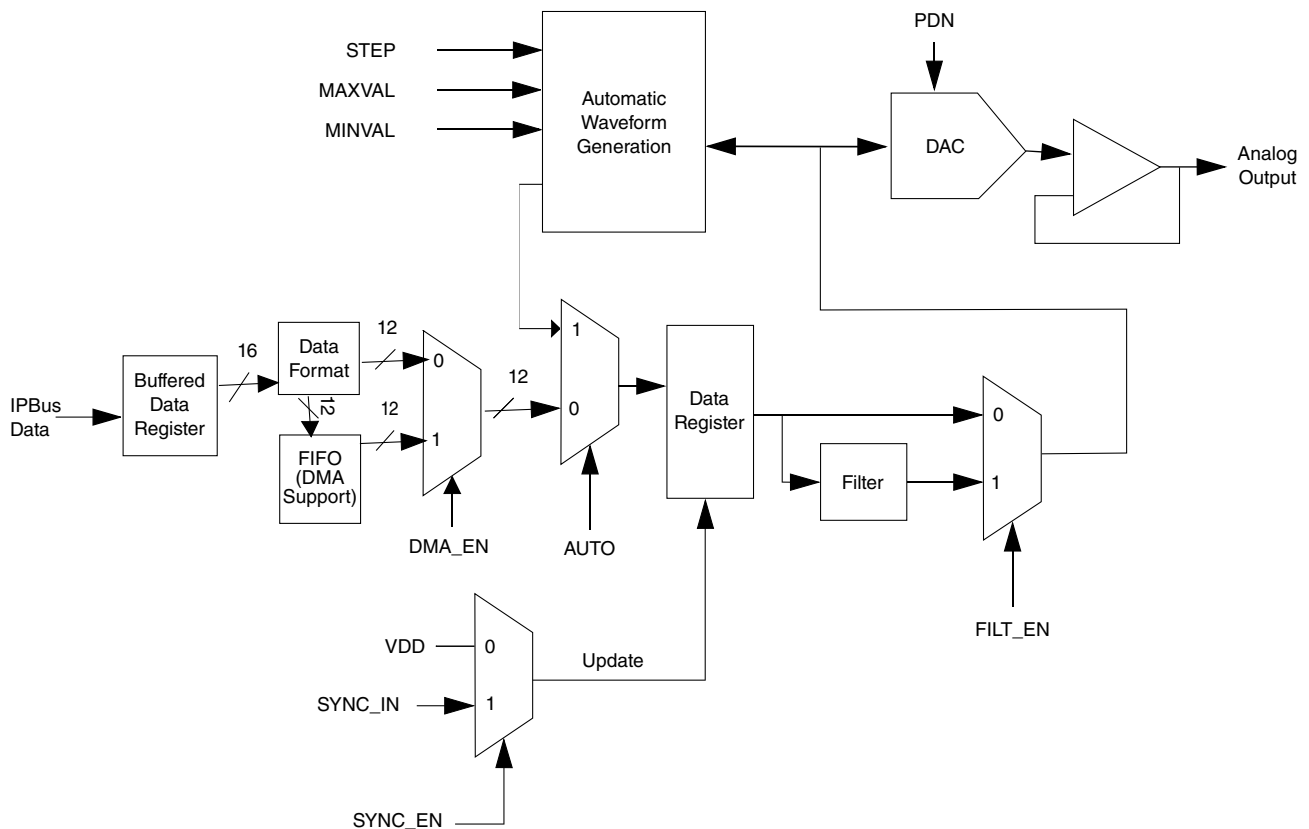 PDN
STEP
MAXVAL
MINVAL
Automatic
Waveform
Generation
DAC
Analog
Output
IPBus
Data
Buffered
Data
Register
16
Data
Format
12
12
FIFO
(DMA
Support)
12
0
1
DMA_EN
12
1
0
AUTO
Data
Register
Filter
0
1
FILT_EN
VDD
SYNC_IN
0
1
Update
SYNC_EN